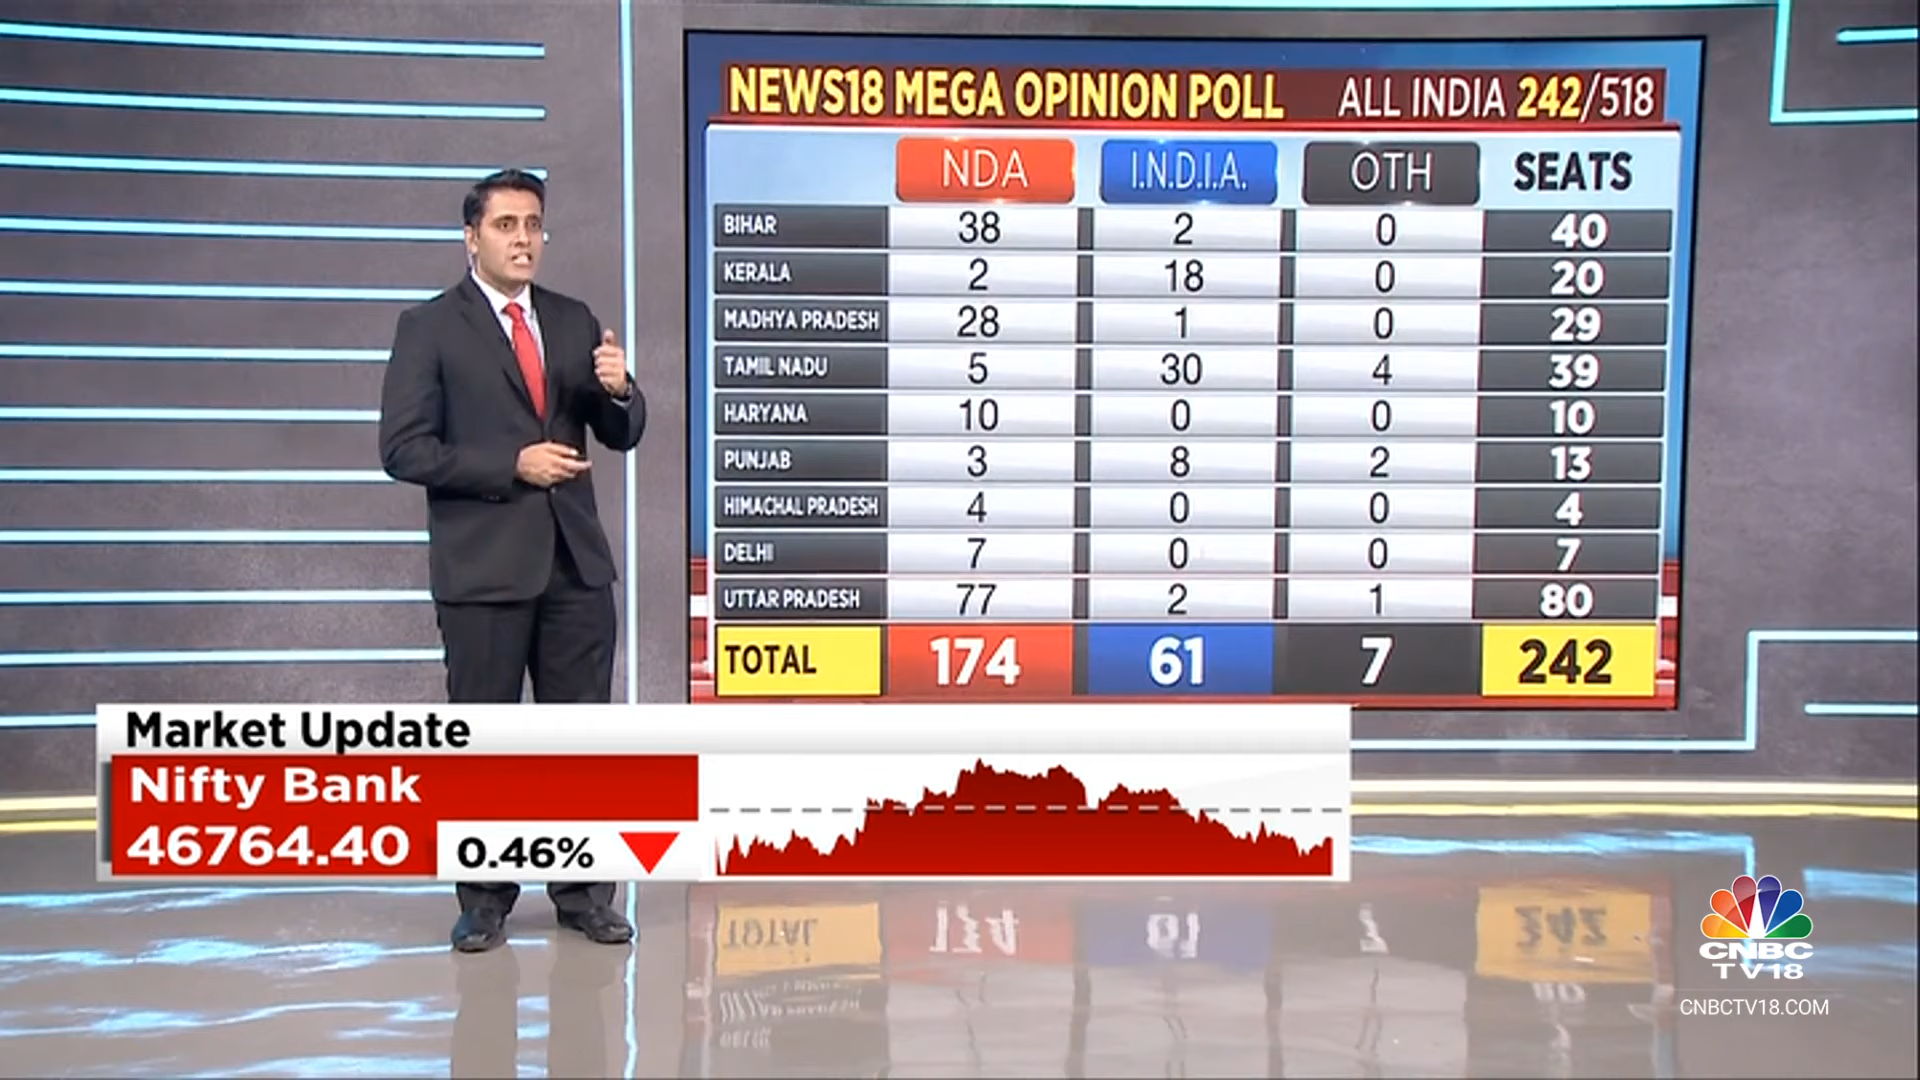 NEWS18 MEGA OPINION POLL ALL INDIA 242/518
NDA I.N.D.I.A. OTH SEATS
BIHAR 38 2 0 40
KERALA 2 18 0 20
MADHYA PRADESH 28 1 0 29
TAMIL NADU 5 30 4 39
HARYANA 10 0 0 10
PUNJAB 3 8 2 13
HIMACHAL PRADESH 4 0 0 4
DELHI 7 0 0 7
UTTAR PRADESH 77 2 1 80
TOTAL 174 61 7 242
Market Update
Nifty Bank
46764.40 0.46%
CNBC
TV18
CNBCTV18.COM